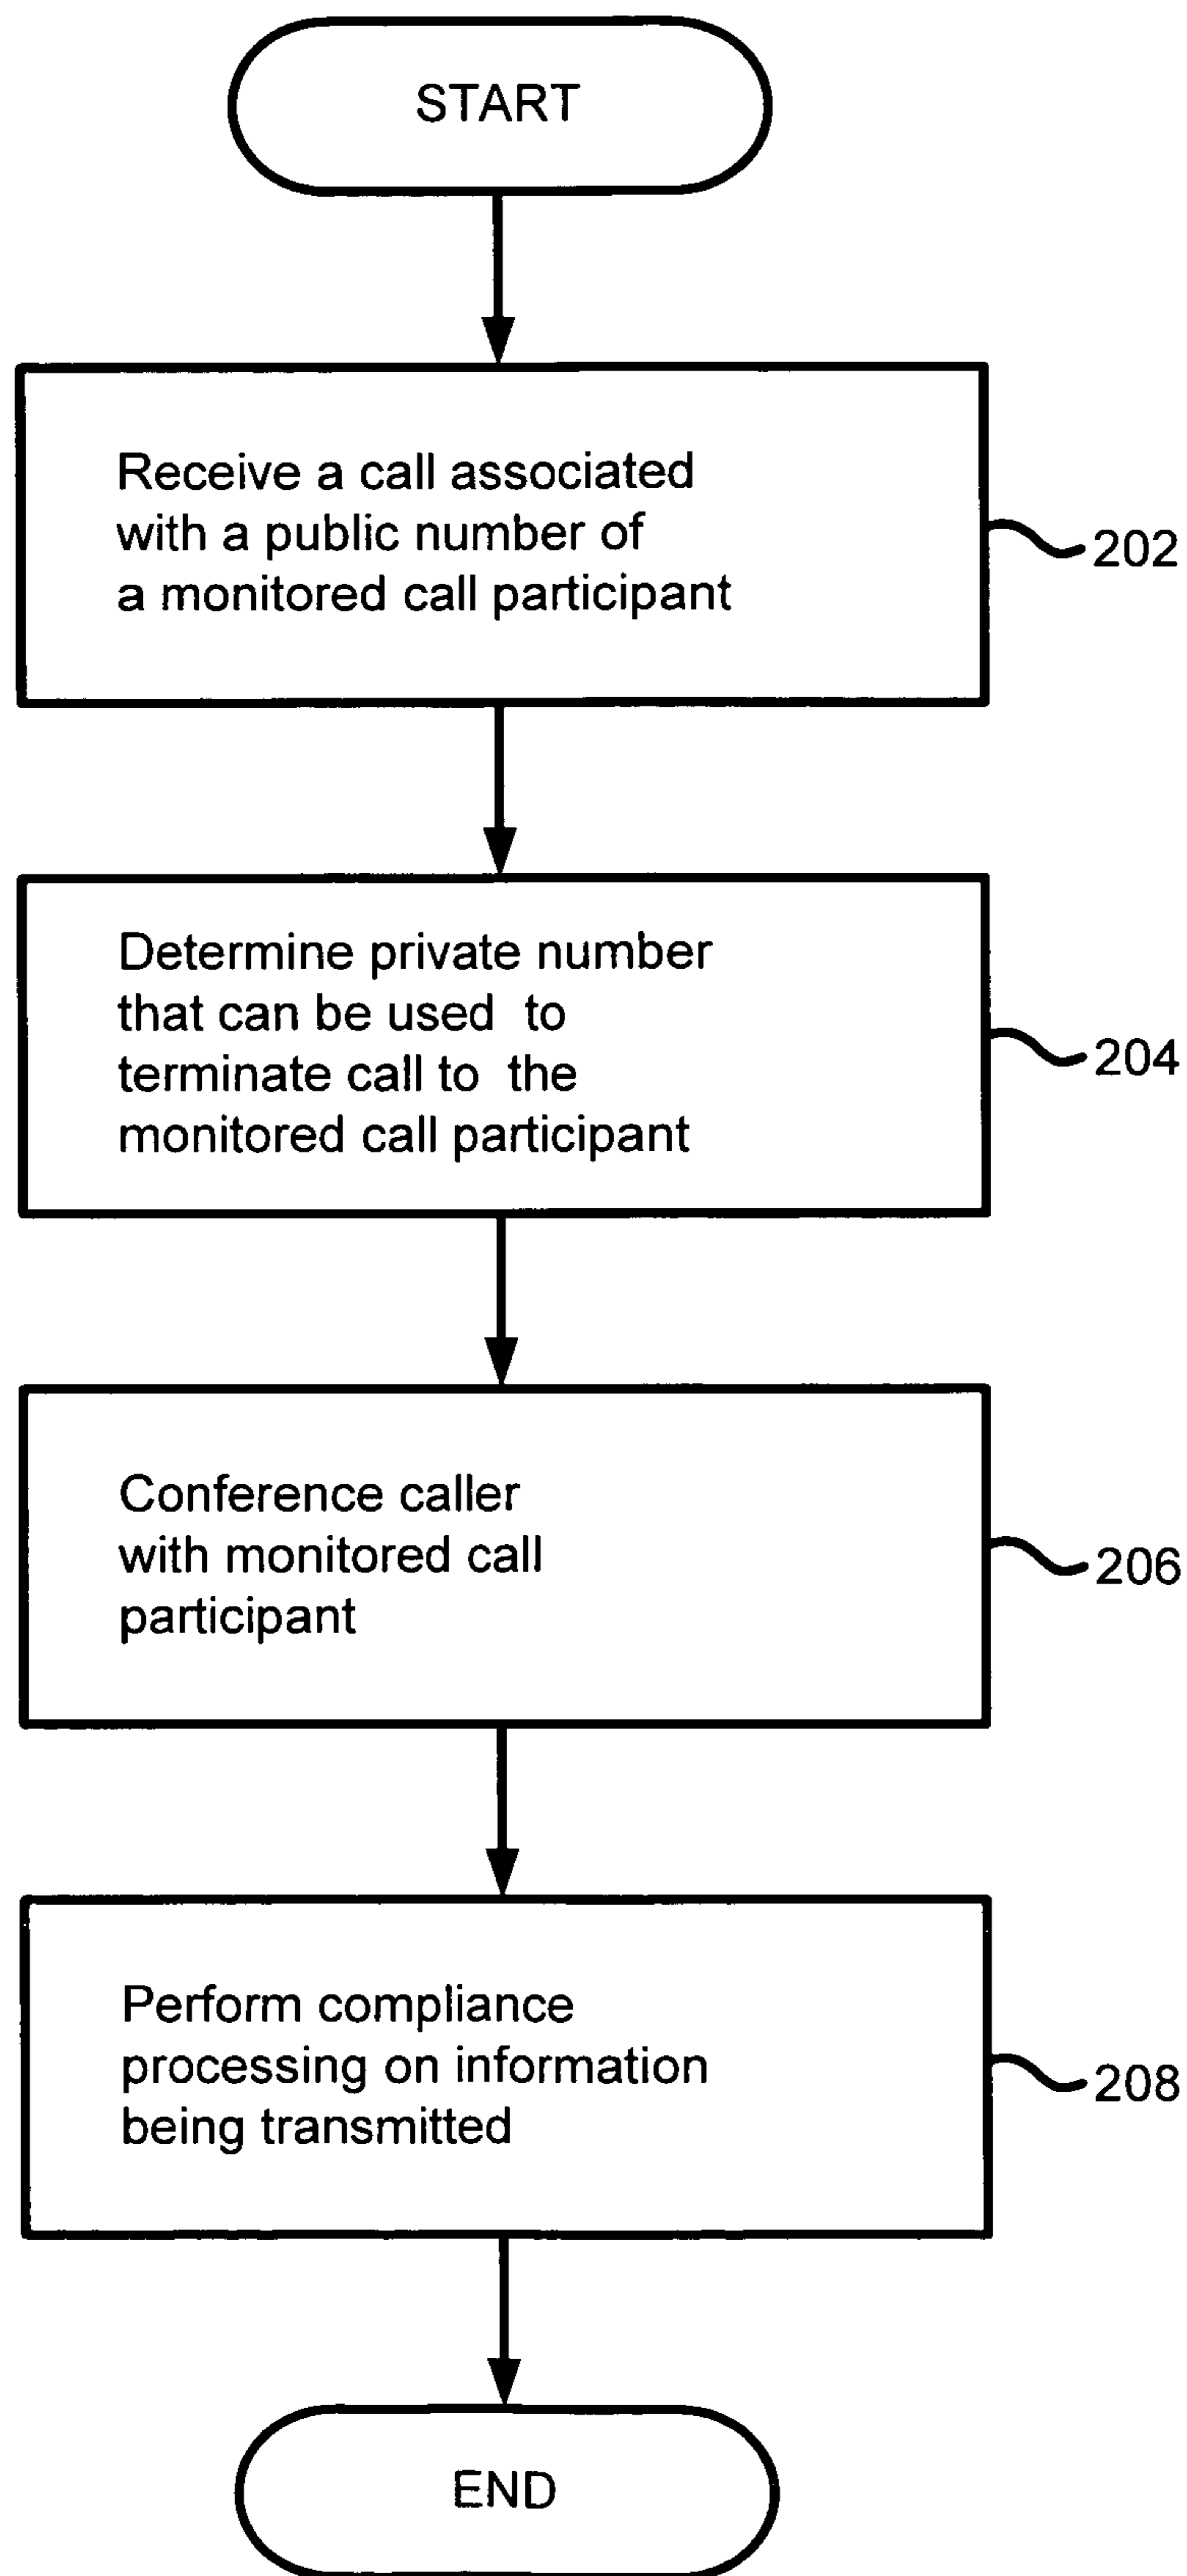 START
Receive a call associated
with a public number of
a monitored call participant
202
Determine private number
that can be used  to
terminate call to  the
monitored call participant
204
Conference caller
with monitored call
participant
206
Perform compliance
processing on information
being transmitted
208
END